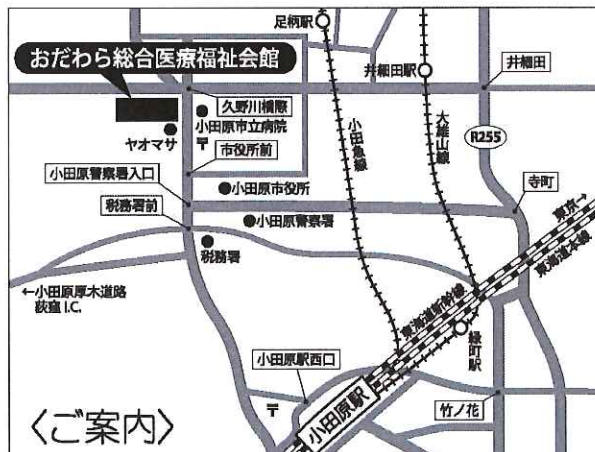 足柄駅
おだわら総合医療福祉会館
井細田駅
井細田
久野川橋際
小田原市立病院
〒
ヤオマサ
市役所前
小田急線
大雄山線
R255
小田原警察署入口
小田原市役所
寺町
税務署前
小田原警察署
東京→
税務署
東海道本線
←小田原厚木道路
荻窪I.C.
東海道新幹線
緑町駅
小田原駅西口
〒
小田原駅
竹ノ花
〈ご案内〉